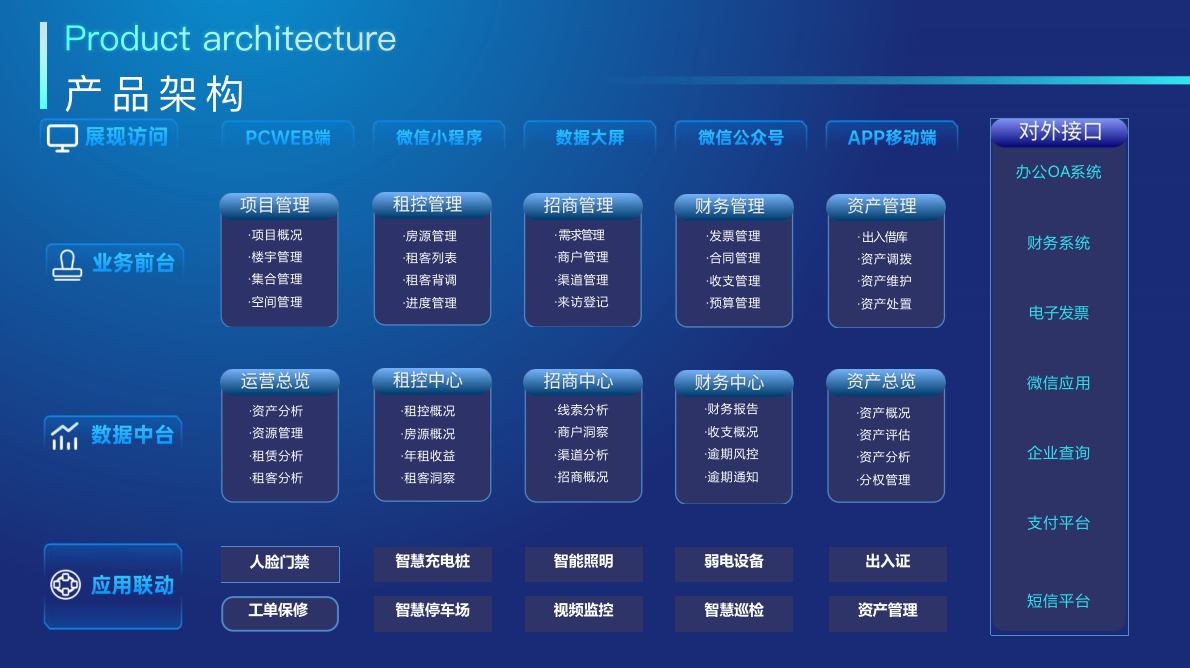 Product architecture
产品架构
展现访问
PCWEB端
微信小程序
数据大屏
微信公众号
APP移动端
业务前台
项目管理
·项目概况
·楼宇管理
·集合管理
·空间管理
租控管理
·房源管理
·租客列表
·租客背调
·进度管理
招商管理
·需求管理
·商户管理
·渠道管理
·来访登记
财务管理
·发票管理
·合同管理
·收支管理
·预算管理
资产管理
·出入借库
·资产调拨
·资产维护
·资产处置
数据中台
运营总览
·资产分析
·资源管理
·租赁分析
·租客分析
租控中心
·租控概况
·房源概况
·年租收益
·租客洞察
招商中心
·线索分析
·商户洞察
·渠道分析
·招商概况
财务中心
·财务报告
·收支概况
·逾期风控
·逾期通知
资产总览
·资产概况
·资产评估
·资产分析
·分权管理
应用联动
人脸门禁
智慧充电桩
智能照明
弱电设备
出入证
工单保修
智慧停车场
视频监控
智慧巡检
资产管理
对外接口
办公OA系统
财务系统
电子发票
微信应用
企业查询
支付平台
短信平台